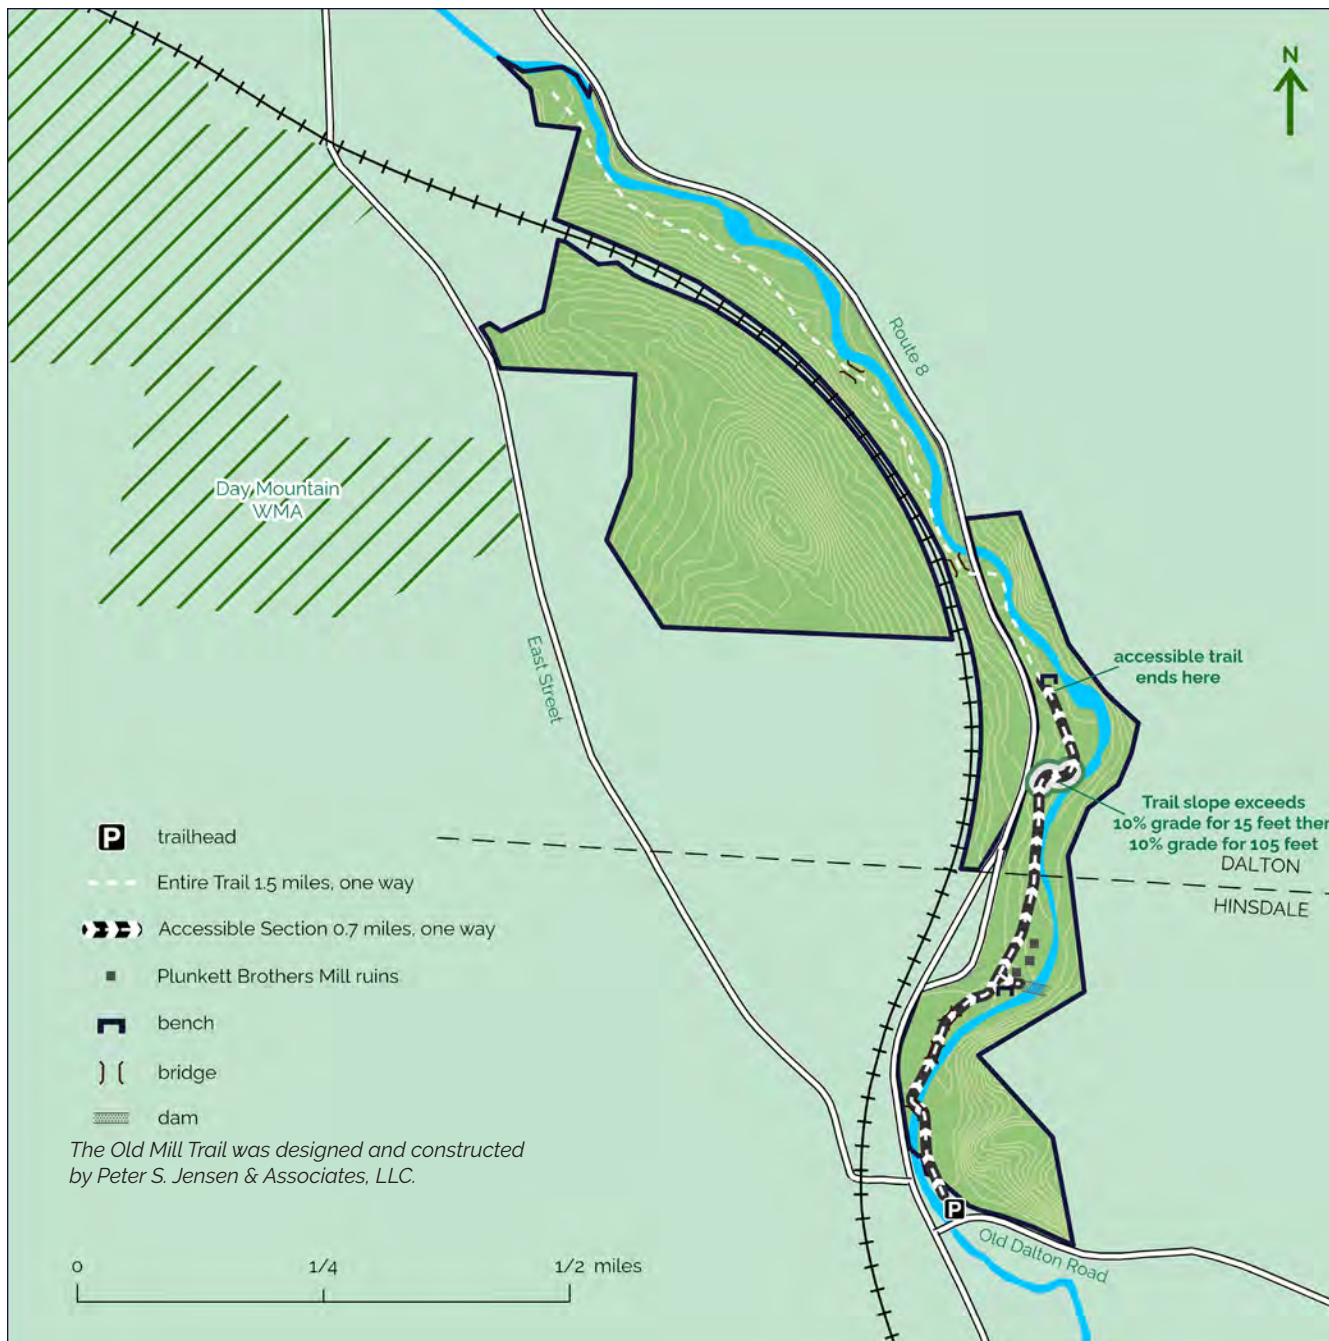 N
Route 8
Day Mountain
WMA
East Street
accessible trail
ends here
Trail slope exceeds
10% grade for 15 feet then
10% grade for 105 feet
DALTON
HINSDALE
P
trailhead
Entire Trail 1.5 miles, one way
Accessible Section 0.7 miles, one way
Plunkett Brothers Mill ruins
bench
bridge
dam
The Old Mill Trail was designed and constructed
by Peter S. Jensen & Associates, LLC.
P
Old Dalton Road
0 1/4 1/2 miles